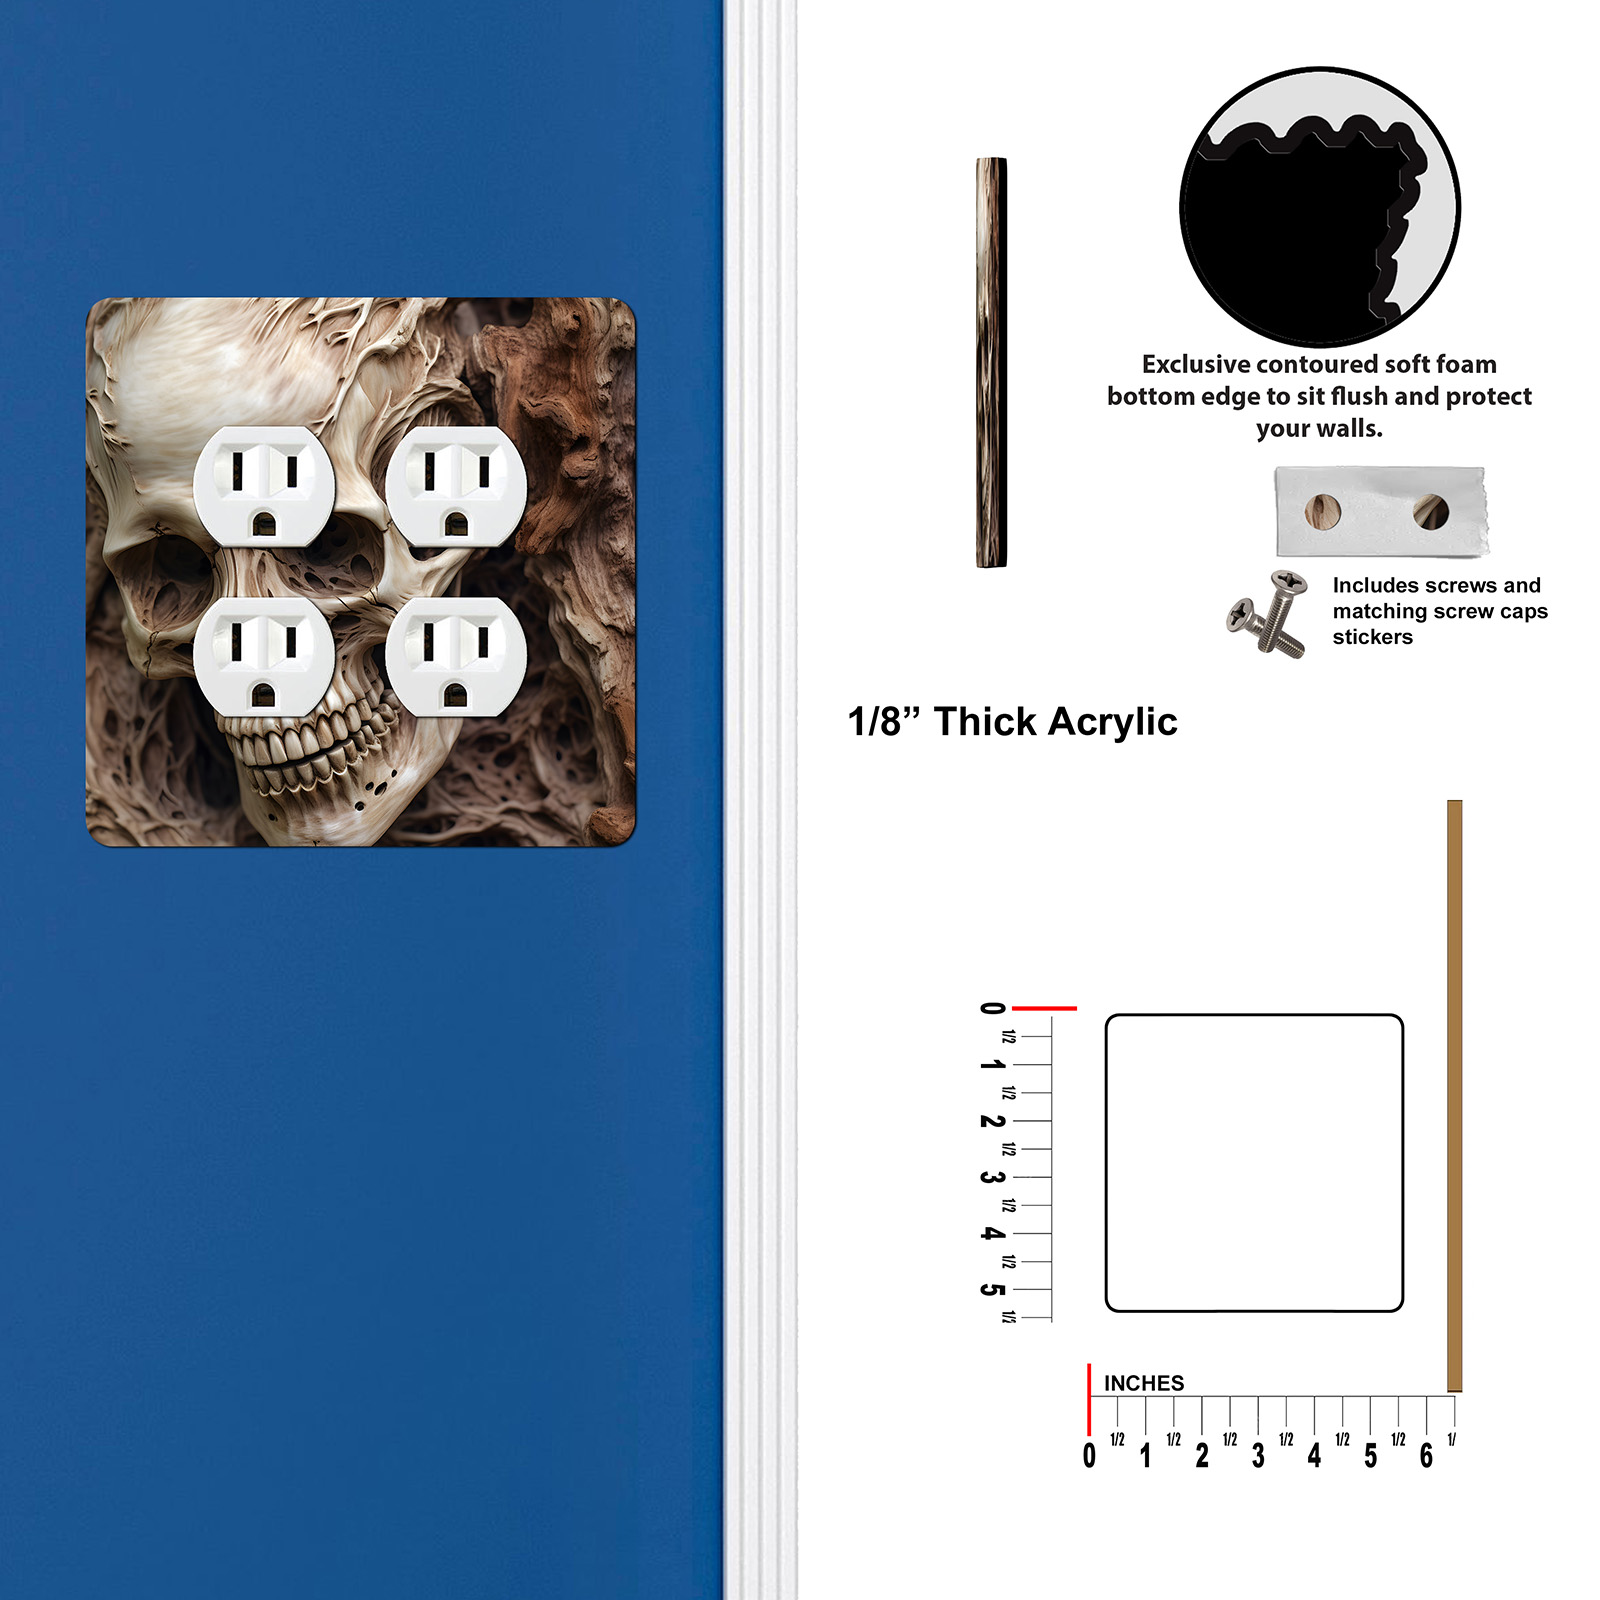 Exclusive contoured soft foam
bottom edge to sit flush and protect
your walls.
Includes screws and
matching screw caps
stickers
1/8” Thick Acrylic
0
1/2
1
1/2
2
1/2
3
1/2
4
1/2
5
1/2
INCHES
0 1/2 1 1/2 2 1/2 3 1/2 4 1/2 5 1/2 6 1/